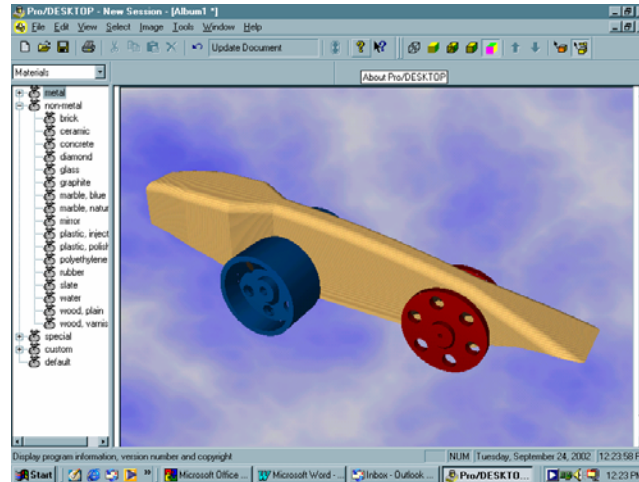 Pro/DESKTOP - New Session - [Album1 *]
File Edit View Select Image Tools Window Help
Update Document
Materials
About Pro/DESKTOP
metal
non-metal
brick
ceramic
concrete
diamond
glass
graphite
marble, blue
marble, natur
mirror
plastic, inject
plastic, polish
polyethylene
rubber
slate
water
wood, plain
wood, varnis
special
custom
default
Display program information, version number and copyright
NUM Tuesday, September 24, 2002 12:23:58 P
Start » Microsoft Office ... Microsoft Word - ... Inbox - Outlook ... Pro/DESKTO... 12:23 PM